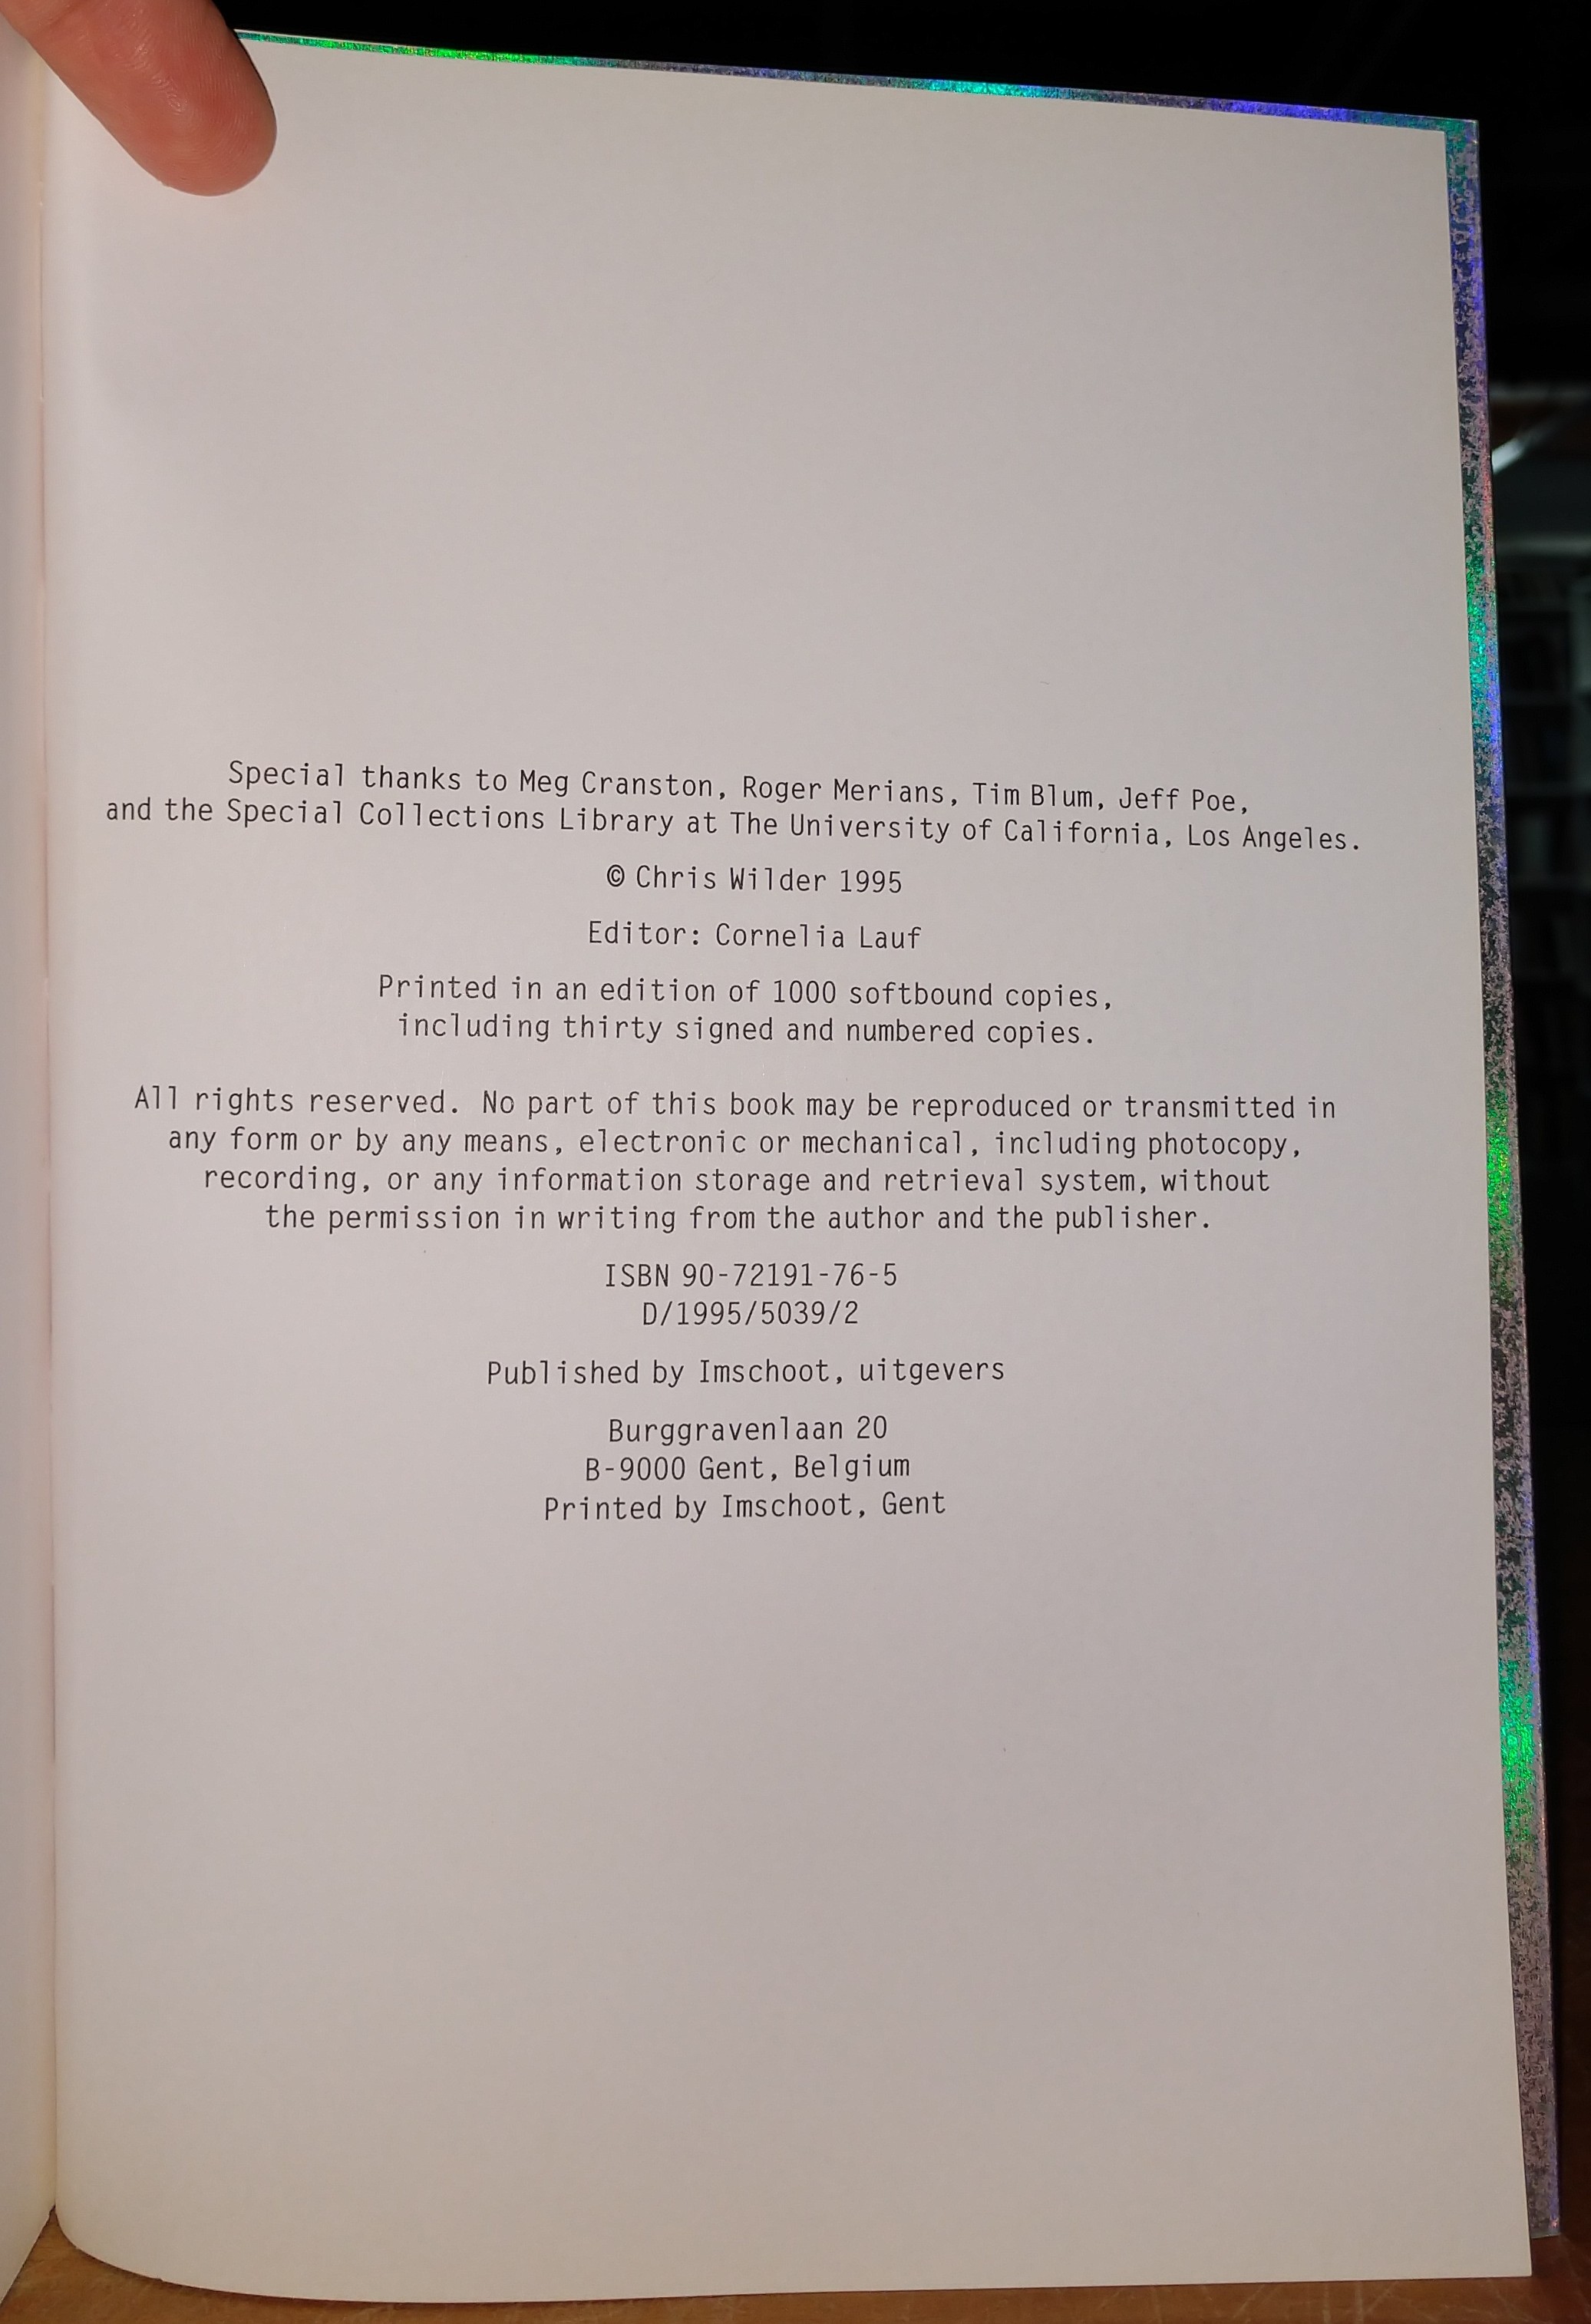 Special thanks to Meg Cranston, Roger Merians, Tim Blum, Jeff Poe,
and the Special Collections Library at The University of California, Los Angeles.
© Chris Wilder 1995
Editor: Cornelia Lauf
Printed in an edition of 1000 softbound copies,
including thirty signed and numbered copies.
All rights reserved. No part of this book may be reproduced or transmitted in
any form or by any means, electronic or mechanical, including photocopy,
recording, or any information storage and retrieval system, without
the permission in writing from the author and the publisher.
ISBN 90-72191-76-5
D/1995/5039/2
Published by Imschoot, uitgevers
Burggravenlaan 20
B-9000 Gent, Belgium
Printed by Imschoot, Gent